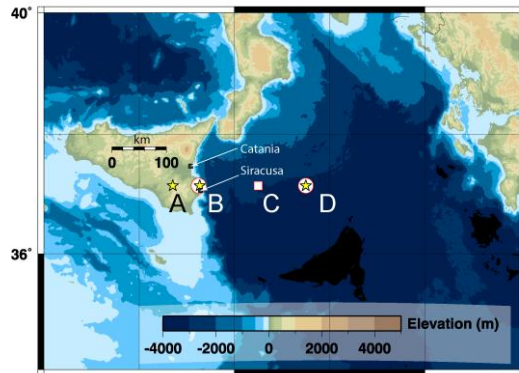 40°
km
0 100
Catania
Siracusa
A B C D
36°
Elevation (m)
-4000 -2000 0 2000 4000